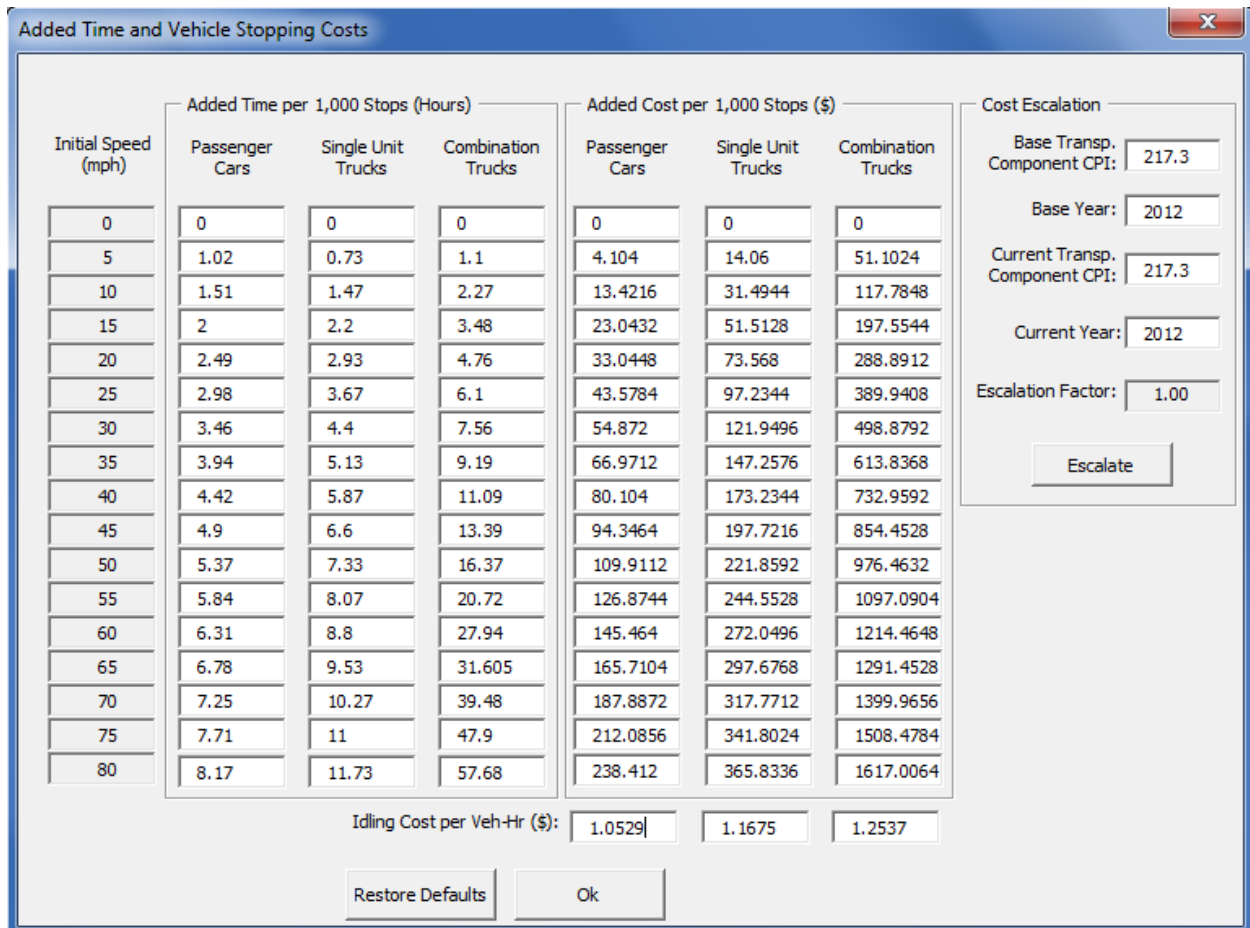 Added Time and Vehicle Stopping Costs
x
Added Time per 1,000 Stops (Hours) Added Cost per 1,000 Stops ($) Cost Escalation
Initial Speed (mph) Passenger Cars Single Unit Trucks Combination Trucks Passenger Cars Single Unit Trucks Combination Trucks
0 0 0 0 0 0 0
5 1.02 0.73 1.1 4.104 14.06 51.1024
10 1.51 1.47 2.27 13.4216 31.4944 117.7848
15 2 2.2 3.48 23.0432 51.5128 197.5544
20 2.49 2.93 4.76 33.0448 73.568 288.8912
25 2.98 3.67 6.1 43.5784 97.2344 389.9408
30 3.46 4.4 7.56 54.872 121.9496 498.8792
35 3.94 5.13 9.19 66.9712 147.2576 613.8368
40 4.42 5.87 11.09 80.104 173.2344 732.9592
45 4.9 6.6 13.39 94.3464 197.7216 854.4528
50 5.37 7.33 16.37 109.9112 221.8592 976.4632
55 5.84 8.07 20.72 126.8744 244.5528 1097.0904
60 6.31 8.8 27.94 145.464 272.0496 1214.4648
65 6.78 9.53 31.605 165.7104 297.6768 1291.4528
70 7.25 10.27 39.48 187.8872 317.7712 1399.9656
75 7.71 11 47.9 212.0856 341.8024 1508.4784
80 8.17 11.73 57.68 238.412 365.8336 1617.0064
Idling Cost per Veh-Hr ($): 1.0529 1.1675 1.2537
Base Transp. Component CPI: 217.3
Base Year: 2012
Current Transp. Component CPI: 217.3
Current Year: 2012
Escalation Factor: 1.00
Escalate
Restore Defaults Ok